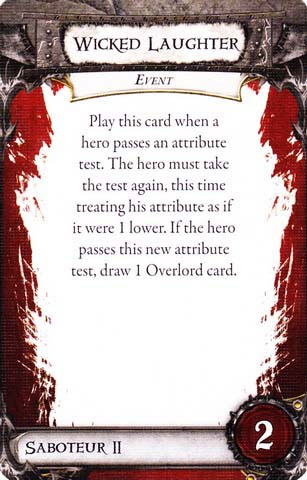 Wicked Laughter
Event
Play this card when a
hero passes an attribute
test. The hero must take
the test again, this time
treating his attribute as if
it were 1 lower. If the hero
passes this new attribute
test, draw 1 Overlord card.
Saboteur II
2